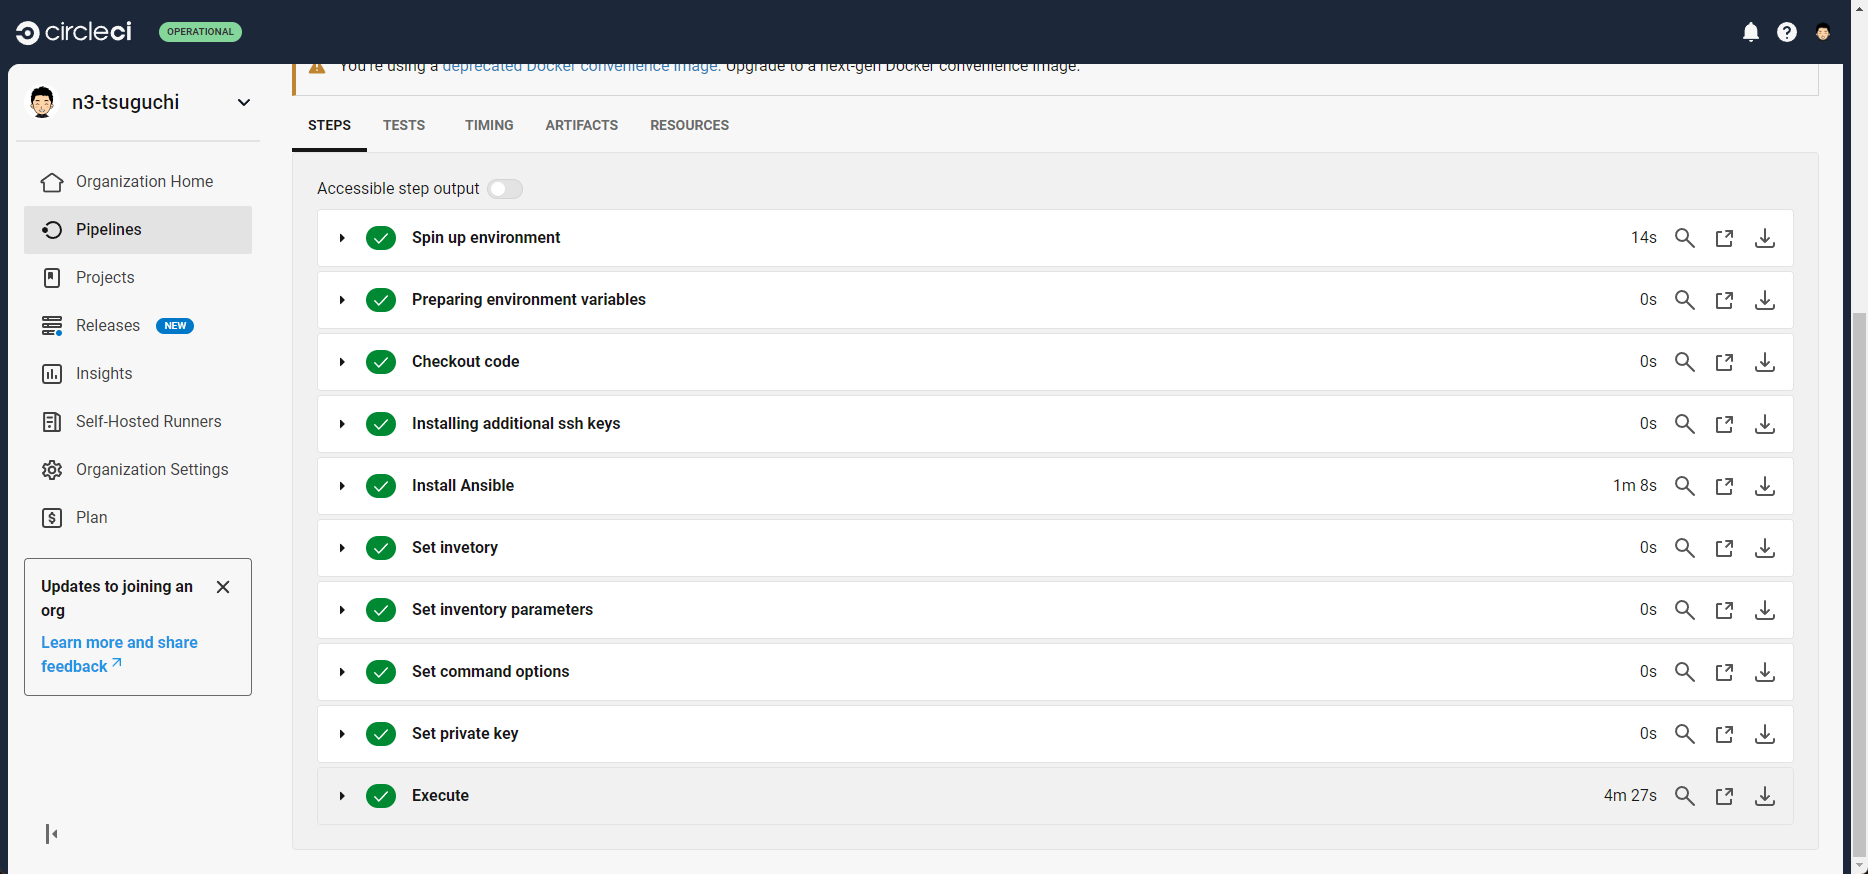 circleci
OPERATIONAL
You're using a deprecated Docker convenience image. Upgrade to a next-gen Docker convenience image.
n3-tsuguchi
STEPS TESTS TIMING ARTIFACTS RESOURCES
Organization Home
Pipelines
Projects
Releases NEW
Insights
Self-Hosted Runners
Organization Settings
Plan
Updates to joining an
org
Learn more and share
feedback
Accessible step output
Spin up environment 14s
Preparing environment variables 0s
Checkout code 0s
Installing additional ssh keys 0s
Install Ansible 1m 8s
Set invetory 0s
Set inventory parameters 0s
Set command options 0s
Set private key 0s
Execute 4m 27s